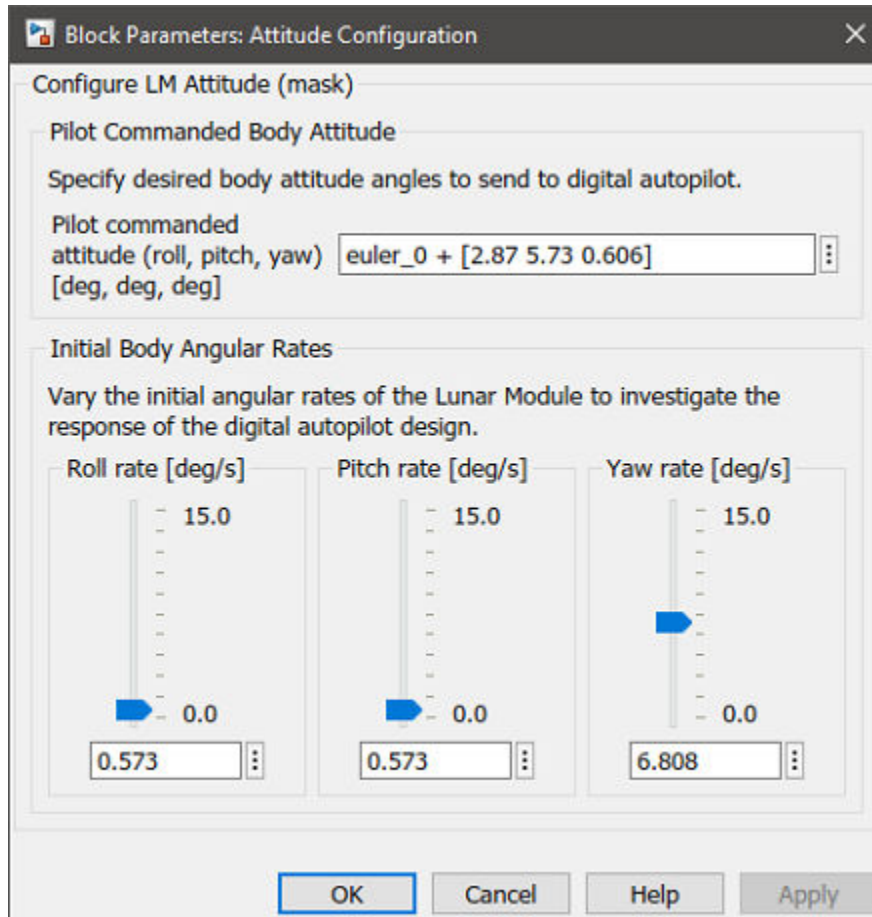 Block Parameters: Attitude Configuration
Configure LM Attitude (mask)
Pilot Commanded Body Attitude
Specify desired body attitude angles to send to digital autopilot.
Pilot commanded
attitude (roll, pitch, yaw)
[deg, deg, deg]
euler_0 + [2.87 5.73 0.606]
Initial Body Angular Rates
Vary the initial angular rates of the Lunar Module to investigate the
response of the digital autopilot design.
Roll rate [deg/s]
15.0
0.0
0.573
Pitch rate [deg/s]
15.0
0.0
0.573
Yaw rate [deg/s]
15.0
0.0
6.808
OK
Cancel
Help
Apply